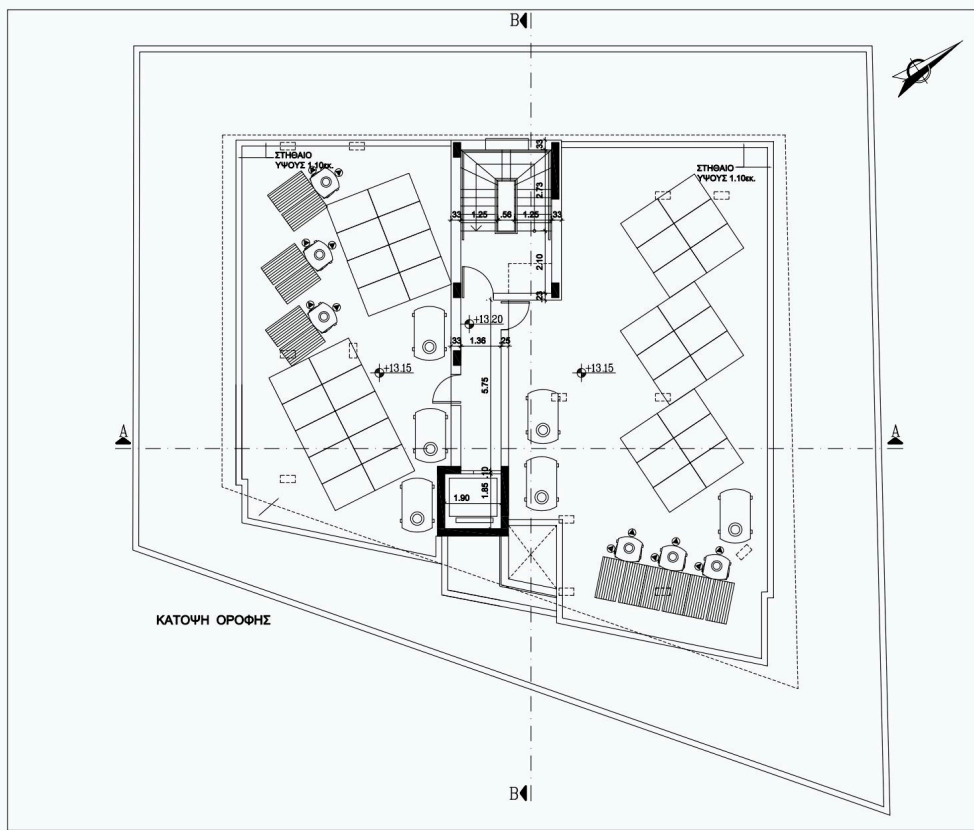 B
ΣΤΗΘΑΙΟ
ΥΨΟΥΣ 1.10εκ.
ΣΤΗΘΑΙΟ
ΥΨΟΥΣ 1.10εκ.
33
2.73
33 1.25 .56 1.25 33
2.10
23
+13.20
33 1.36 25
+13.15
+13.15
5.75
A
A
.10
1.85
1.90
ΚΑΤΟΨΗ ΟΡΟΦΗΣ
B